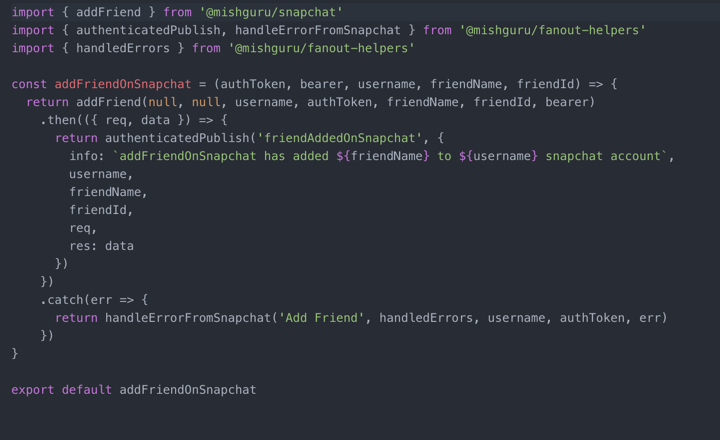 import { addFriend } from '@mishguru/snapchat'
import { authenticatedPublish, handleErrorFromSnapchat } from '@mishguru/fanout-helpers'
import { handledErrors } from '@mishguru/fanout-helpers'

const addFriendOnSnapchat = (authToken, bearer, username, friendName, friendId) => {
  return addFriend(null, null, username, authToken, friendName, friendId, bearer)
    .then(({ req, data }) => {
      return authenticatedPublish('friendAddedOnSnapchat', {
        info: `addFriendOnSnapchat has added ${friendName} to ${username} snapchat account`,
        username,
        friendName,
        friendId,
        req,
        res: data
      })
    })
    .catch(err => {
      return handleErrorFromSnapchat('Add Friend', handledErrors, username, authToken, err)
    })
}

export default addFriendOnSnapchat